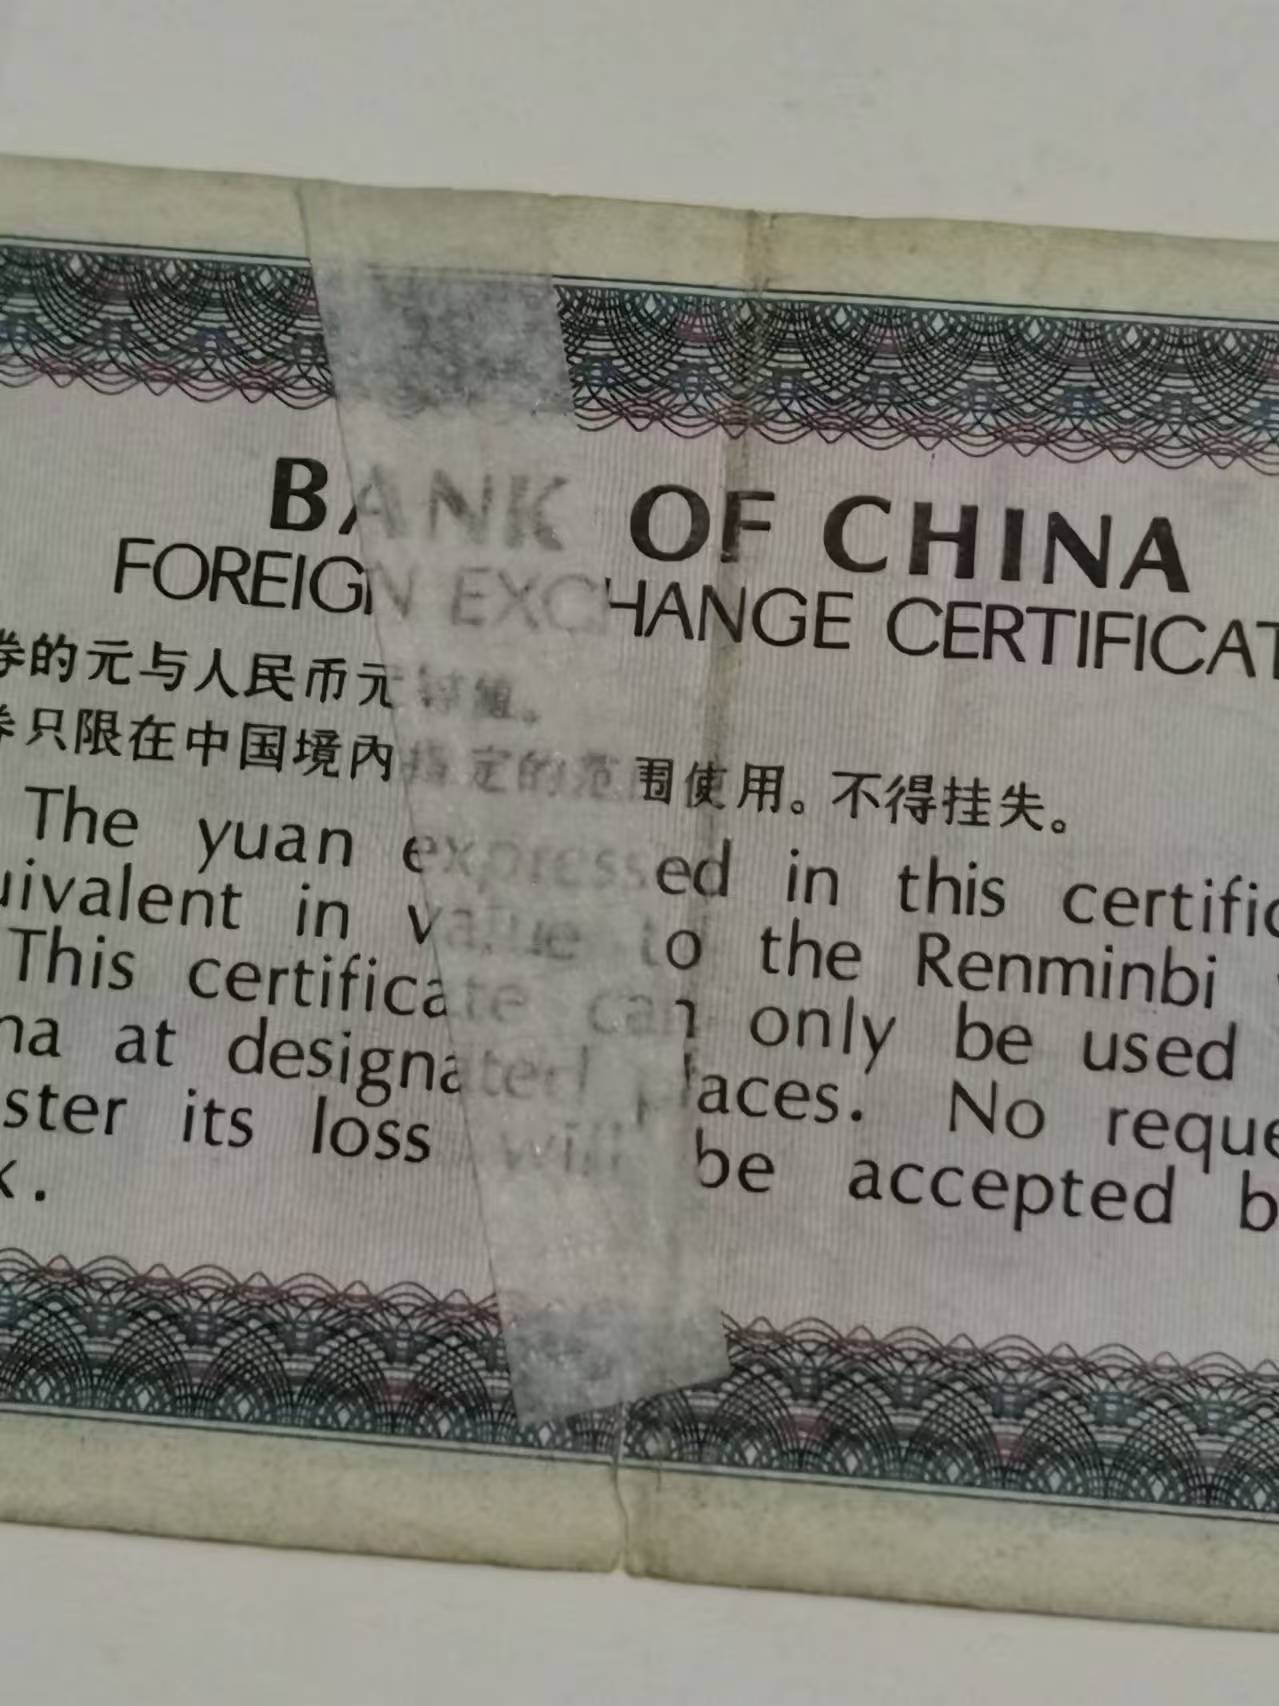 BANK OF CHINA
FOREIGN EXCHANGE CERTIFICAT
券的元与人民币元
券只限在中国境内指定的范围使用。不得挂失。
The yuan expressed in this certific
uivalent in value to the Renminbi
This certificate can only be used
na at designated places. No reque
ster its loss will be accepted b
k.